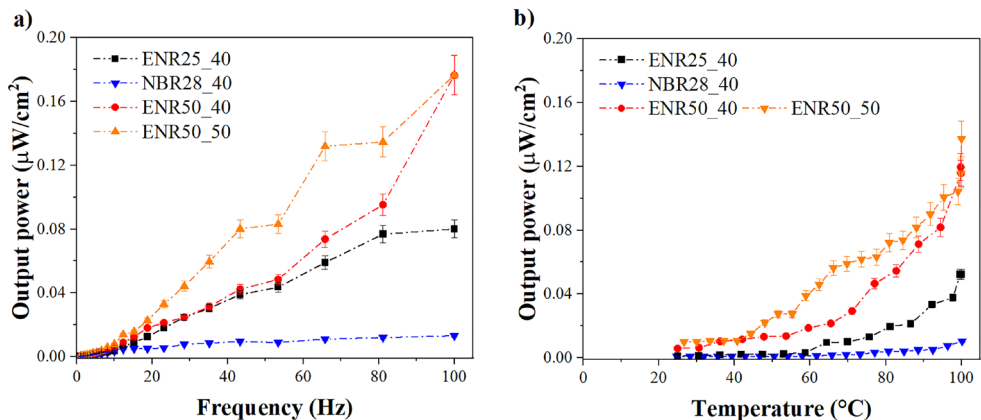 a)
Output power (μW/cm²)
0.20
0.16
0.12
0.08
0.04
0.00
ENR25_40
NBR28_40
ENR50_40
ENR50_50
0 20 40 60 80 100
Frequency (Hz)
b)
Output power (μW/cm²)
0.20
0.16
0.12
0.08
0.04
0.00
ENR25_40
NBR28_40
ENR50_40 ENR50_50
0 20 40 60 80 100
Temperature (°C)